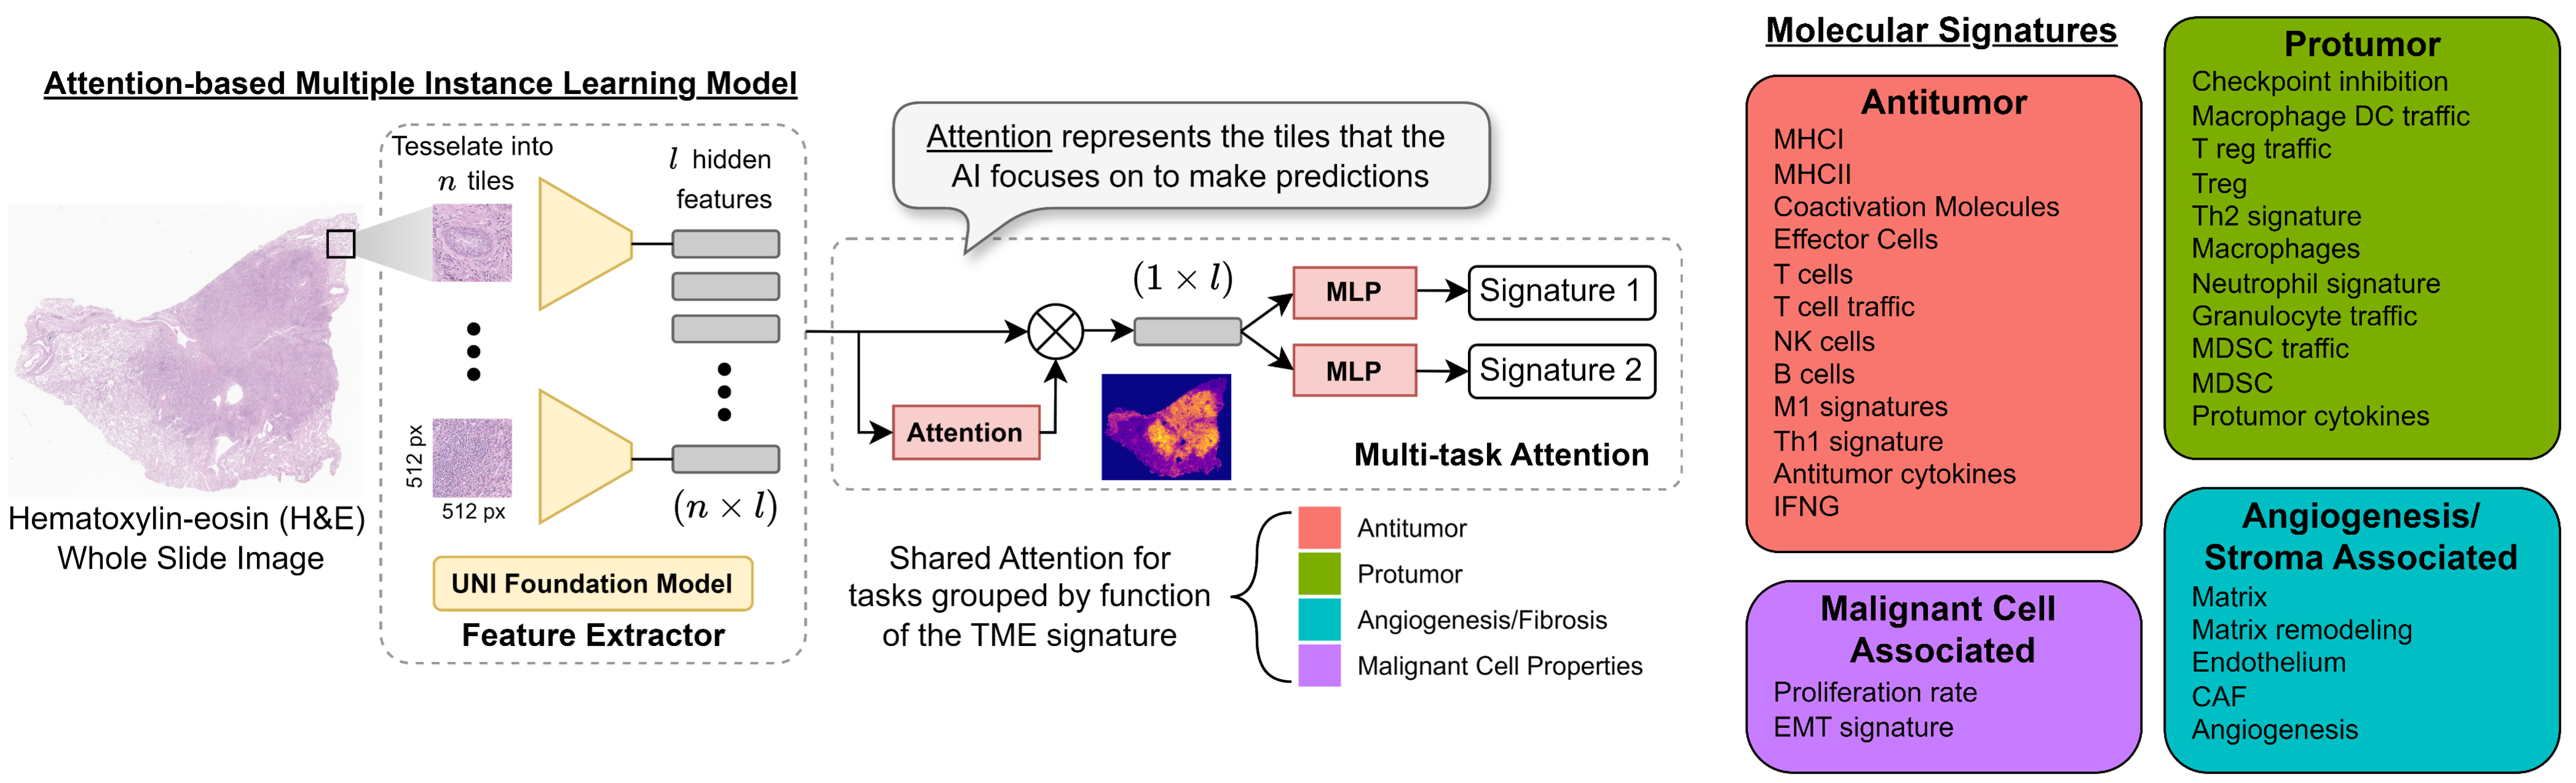 Attention-based Multiple Instance Learning Model
Tesselate into
n tiles
l hidden
features
512 px
512 px
(n × l)
Hematoxylin-eosin (H&E)
Whole Slide Image
UNI Foundation Model
Feature Extractor
Attention represents the tiles that the
AI focuses on to make predictions
Attention
(1 × l)
MLP
Signature 1
MLP
Signature 2
Multi-task Attention
Shared Attention for
tasks grouped by function
of the TME signature
Antitumor
Protumor
Angiogenesis/Fibrosis
Malignant Cell Properties
Molecular Signatures
Antitumor
MHCI
MHCII
Coactivation Molecules
Effector Cells
T cells
T cell traffic
NK cells
B cells
M1 signatures
Th1 signature
Antitumor cytokines
IFNG
Malignant Cell
Associated
Proliferation rate
EMT signature
Protumor
Checkpoint inhibition
Macrophage DC traffic
T reg traffic
Treg
Th2 signature
Macrophages
Neutrophil signature
Granulocyte traffic
MDSC traffic
MDSC
Protumor cytokines
Angiogenesis/
Stroma Associated
Matrix
Matrix remodeling
Endothelium
CAF
Angiogenesis